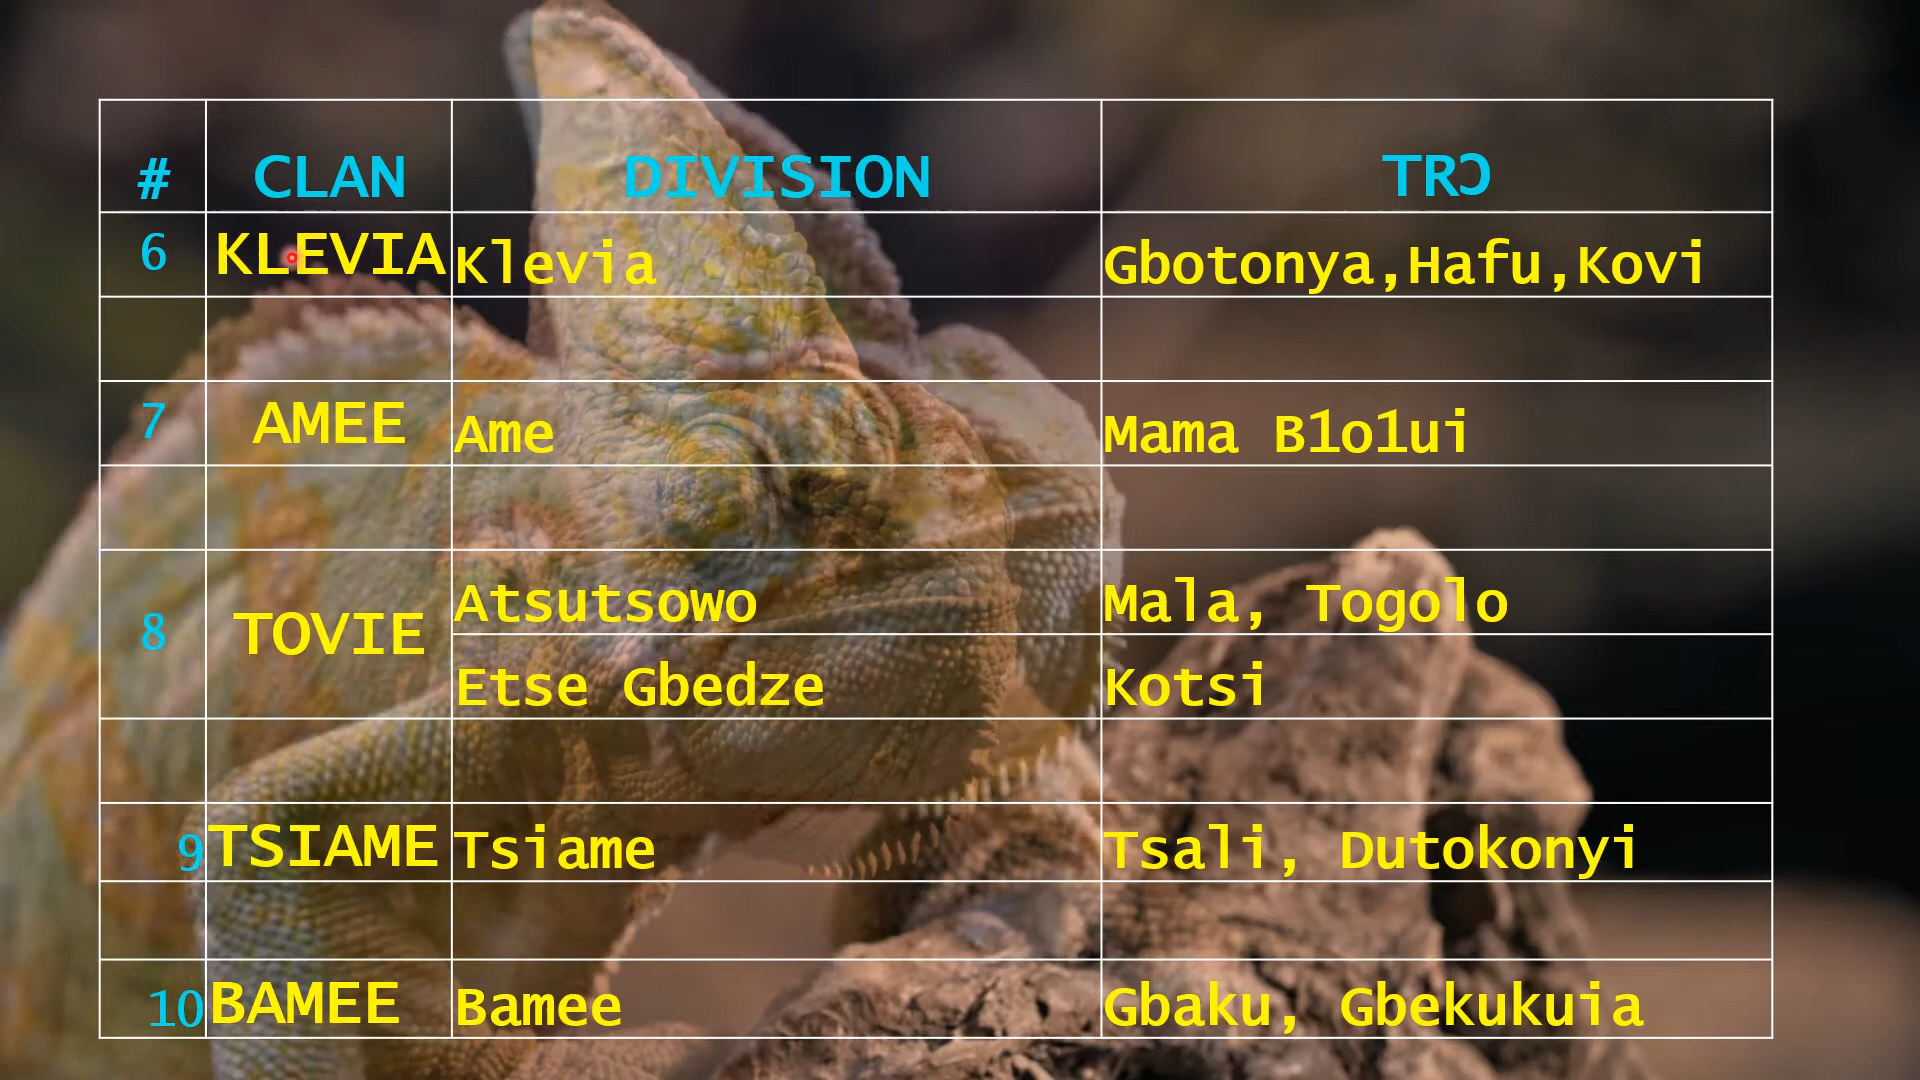 # CLAN DIVISION TRƆ
6 KLEVIA Klevia Gbotonya,Hafu,Kovi
7 AMEE Ame Mama B1o1ui
8 TOVIE Atsutsowo Mala, Togolo
Etse Gbedze Kotsi
9 TSIAME Tsiame Tsali, Dutokonyi
10 BAMEE Bamee Gbaku, Gbekukuia